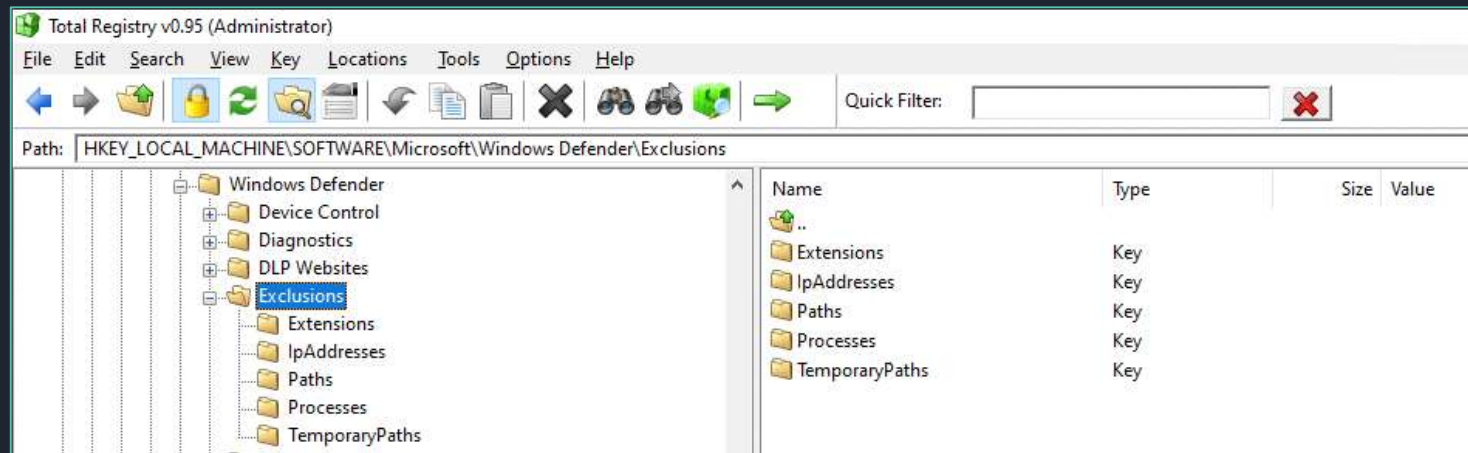 Total Registry v0.95 (Administrator)
File Edit Search View Key Locations Tools Options Help
Quick Filter:
Path: HKEY_LOCAL_MACHINE\SOFTWARE\Microsoft\Windows Defender\Exclusions
Windows Defender
Device Control
Diagnostics
DLP Websites
Exclusions
Extensions
IpAddresses
Paths
Processes
TemporaryPaths
Name Type Size Value
..
Extensions Key
IpAddresses Key
Paths Key
Processes Key
TemporaryPaths Key